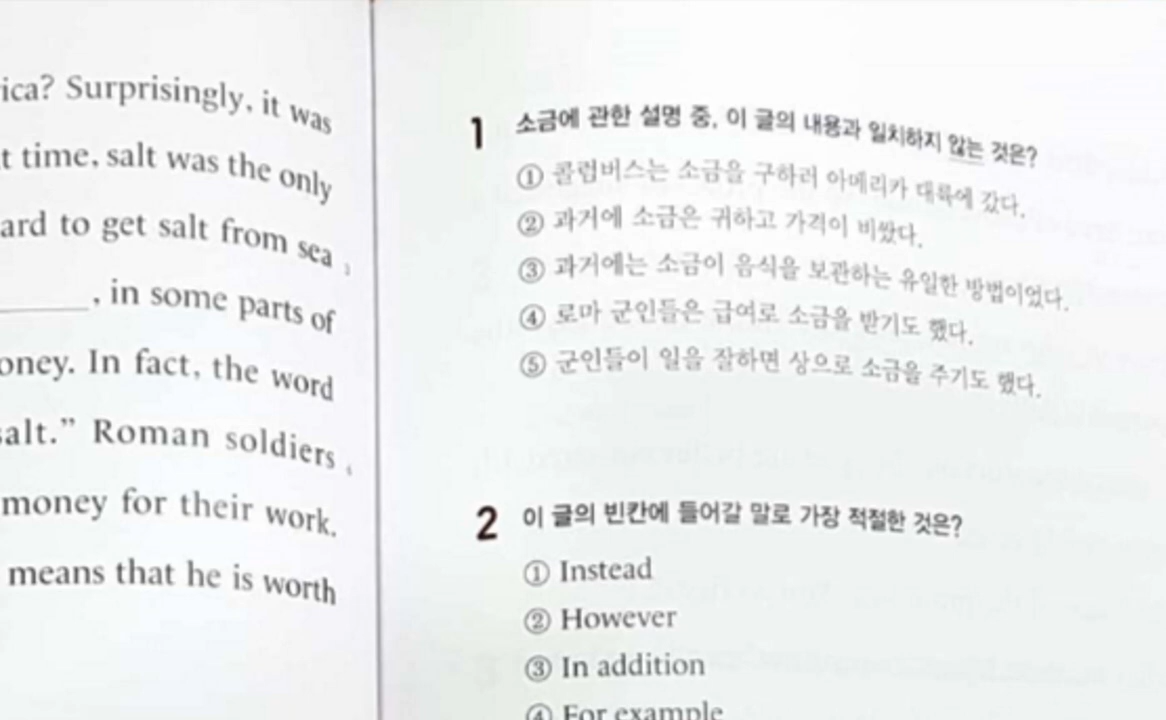 ica? Surprisingly, it was
t time, salt was the only
ard to get salt from sea
, in some parts of
oney. In fact, the word
salt.” Roman soldiers
money for their work.
means that he is worth
1 소금에 관한 설명 중, 이 글의 내용과 일치하지 않는 것은?
① 콜럼버스는 소금을 구하러 아메리카 대륙에 갔다.
② 과거에 소금은 귀하고 가격이 비쌌다.
③ 과거에는 소금이 음식을 보관하는 유일한 방법이었다.
④ 로마 군인들은 급여로 소금을 받기도 했다.
⑤ 군인들이 일을 잘하면 상으로 소금을 주기도 했다.
2 이 글의 빈칸에 들어갈 말로 가장 적절한 것은?
① Instead
② However
③ In addition
④ For example